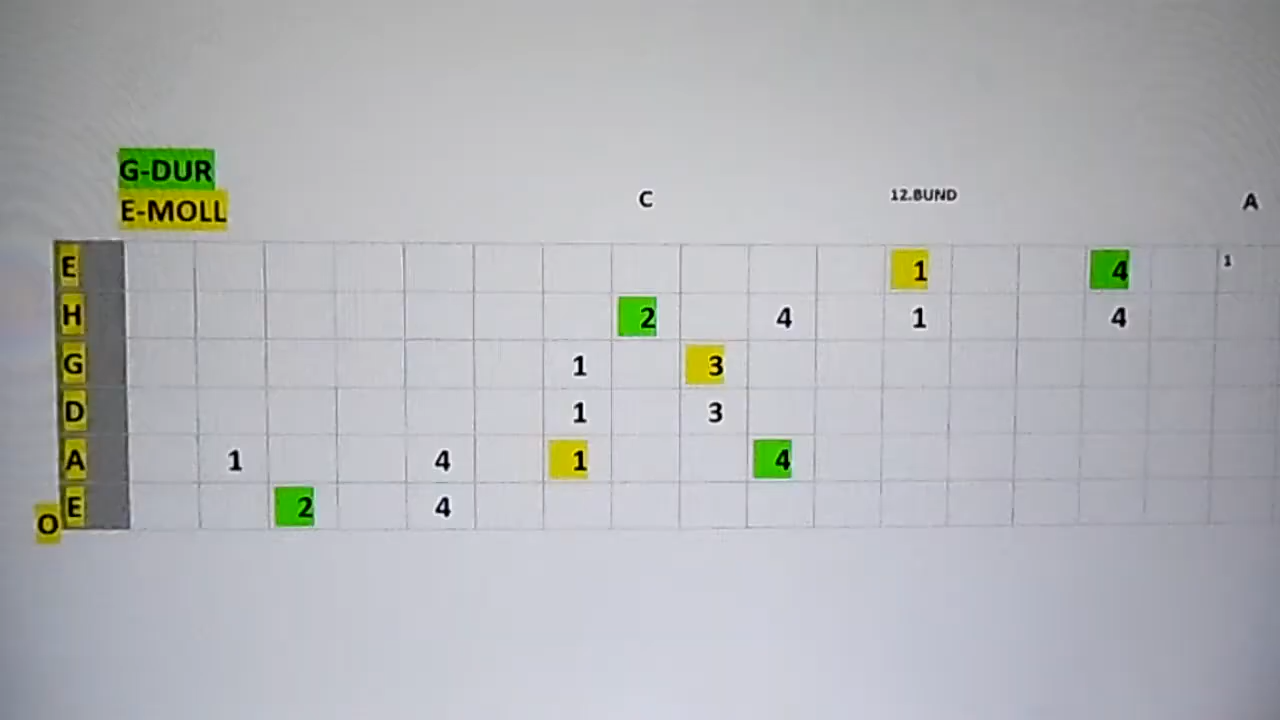 G-DUR
E-MOLL
C 12.BUND A
E 1 4 1
H 2 4 1 4
G 1 3
D 1 3
A 1 4 1 4
E 2 4
O